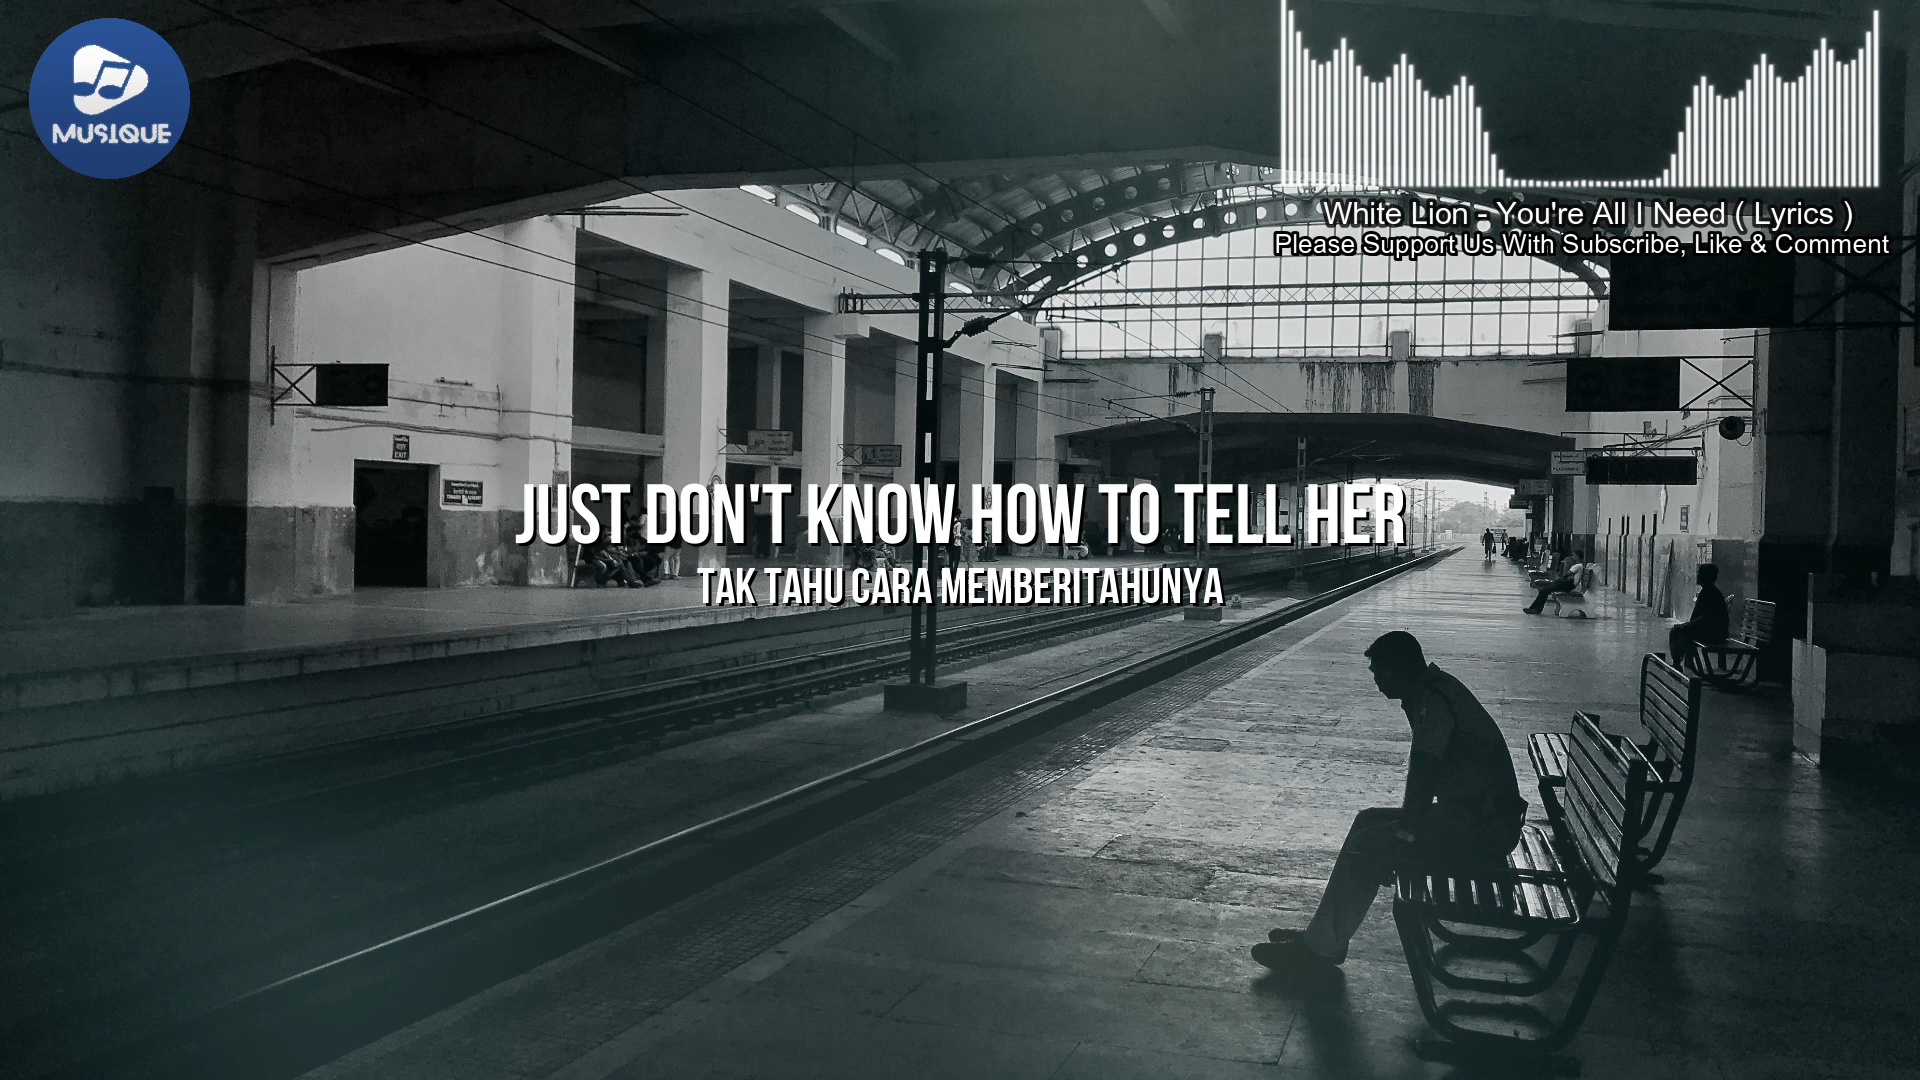 MUSIQUE
White Lion - You're All I Need ( Lyrics )
Please Support Us With Subscribe, Like & Comment
EXIT
JUST DON'T KNOW HOW TO TELL HER
TAK TAHU CARA MEMBERITAHUNYA